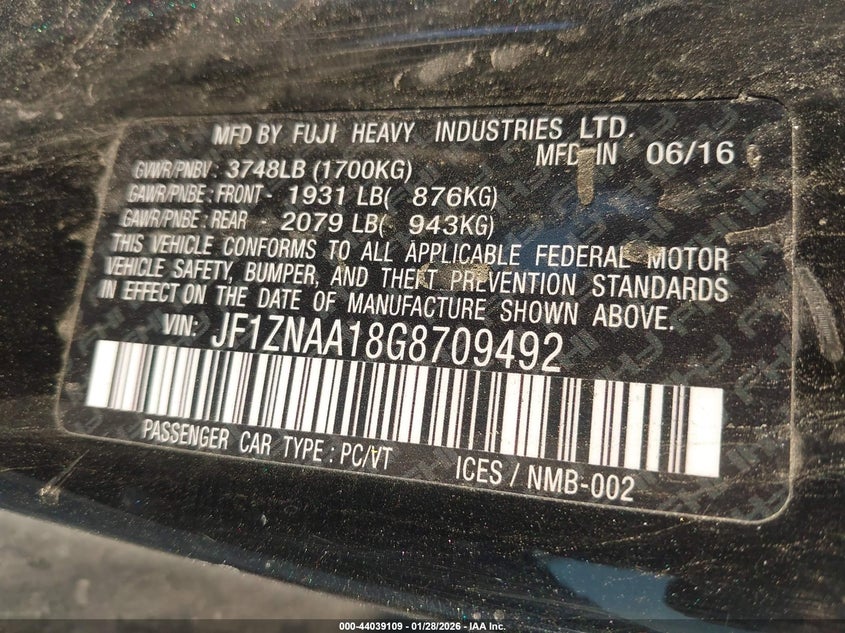 MFD BY FUJI HEAVY INDUSTRIES LTD.
MFD IN 06/16
GVWR/PNBV: 3748LB (1700KG)
GAWR/PNBE: FRONT- 1931 LB( 876KG)
GAWR/PNBE: REAR - 2079 LB( 943KG)
THIS VEHICLE CONFORMS TO ALL APPLICABLE FEDERAL MOTOR
VEHICLE SAFETY, BUMPER, AND THEFT PREVENTION STANDARDS
IN EFFECT ON THE DATE OF MANUFACTURE SHOWN ABOVE.
VIN: JF1ZNAA18G8709492
PASSENGER CAR TYPE : PC/VT
ICES / NMB-002
000-44039109 - 01/28/2026 - IAA Inc.